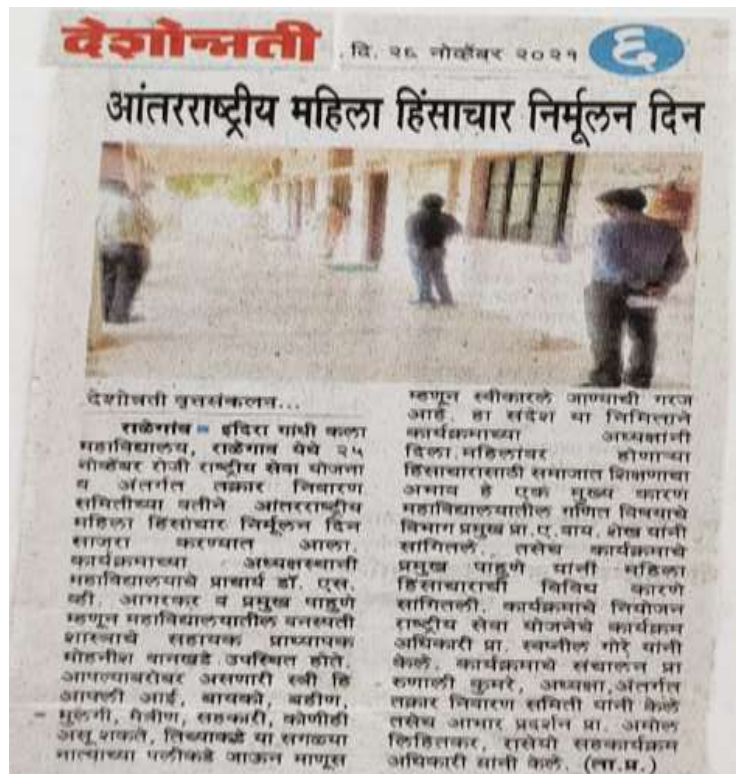 देशोन्नती
दि. २६ नोव्हेंबर २०२१
६
आंतरराष्ट्रीय महिला हिंसाचार निर्मूलन दिन
देशोन्नती वृत्तसंकलन...
राळेगांव – इंदिरा गांधी कला
महाविद्यालय, राळेगाव येथे २५
नोव्हेंबर रोजी राष्ट्रीय सेवा योजना
व अंतर्गत तक्रार निवारण
समितीच्या वतीने आंतरराष्ट्रीय
महिला हिंसाचार निर्मूलन दिन
साजरा करण्यात आला.
कार्यक्रमाच्या अध्यक्षस्थानी
महाविद्यालयाचे प्राचार्य डॉ. एस.
व्ही. आगरकर व प्रमुख पाहुणे
म्हणून महाविद्यालयातील वनस्पती
शास्त्राचे सहायक प्राध्यापक
मोहनीश वानखडे उपस्थित होते.
आपल्याबरोबर असणारी स्त्री हि
आपली आई, बायको, बहीण,
मुलगी, मैत्रीण, सहकारी, कोणीही
असू शकते, तिच्याकडे या सगळ्या
नात्याच्या पलीकडे जाऊन माणूस
म्हणून स्वीकारले जाण्याची गरज
आहे. हा संदेश या निमित्ताने
कार्यक्रमाच्या अध्यक्षांनी
दिला.महिलांवर होणाऱ्या
हिंसाचारासाठी समाजात शिक्षणाचा
अभाव हे एक मुख्य कारण
महाविद्यालयातील गणित विषयाचे
विभाग प्रमुख प्रा.ए.वाय. शेख यांनी
सांगितले. तसेच कार्यक्रमाचे
प्रमुख पाहुणे यांनी महिला
हिंसाचाराची विविध कारणे
सांगितली. कार्यक्रमाचे नियोजन
राष्ट्रीय सेवा योजनेचे कार्यक्रम
अधिकारी प्रा. स्वप्नील गोरे यांनी
केले. कार्यक्रमाचे संचालन प्रा
रुणाली कुमरे, अध्यक्षा,अंतर्गत
तक्रार निवारण समिती यांनी केले
तसेच आभार प्रदर्शन प्रा. अमोल
लिहितकर, रासेयो सहकार्यक्रम
अधिकारी यांनी केले. (ता.प्र.)